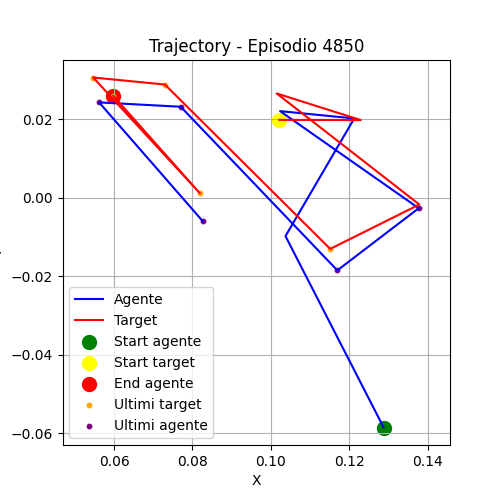 Trajectory - Episodio 4850
0.02
0.00
−0.02
−0.04
−0.06
Agente
Target
Start agente
Start target
End agente
Ultimi target
Ultimi agente
0.06 0.08 0.10 0.12 0.14
X